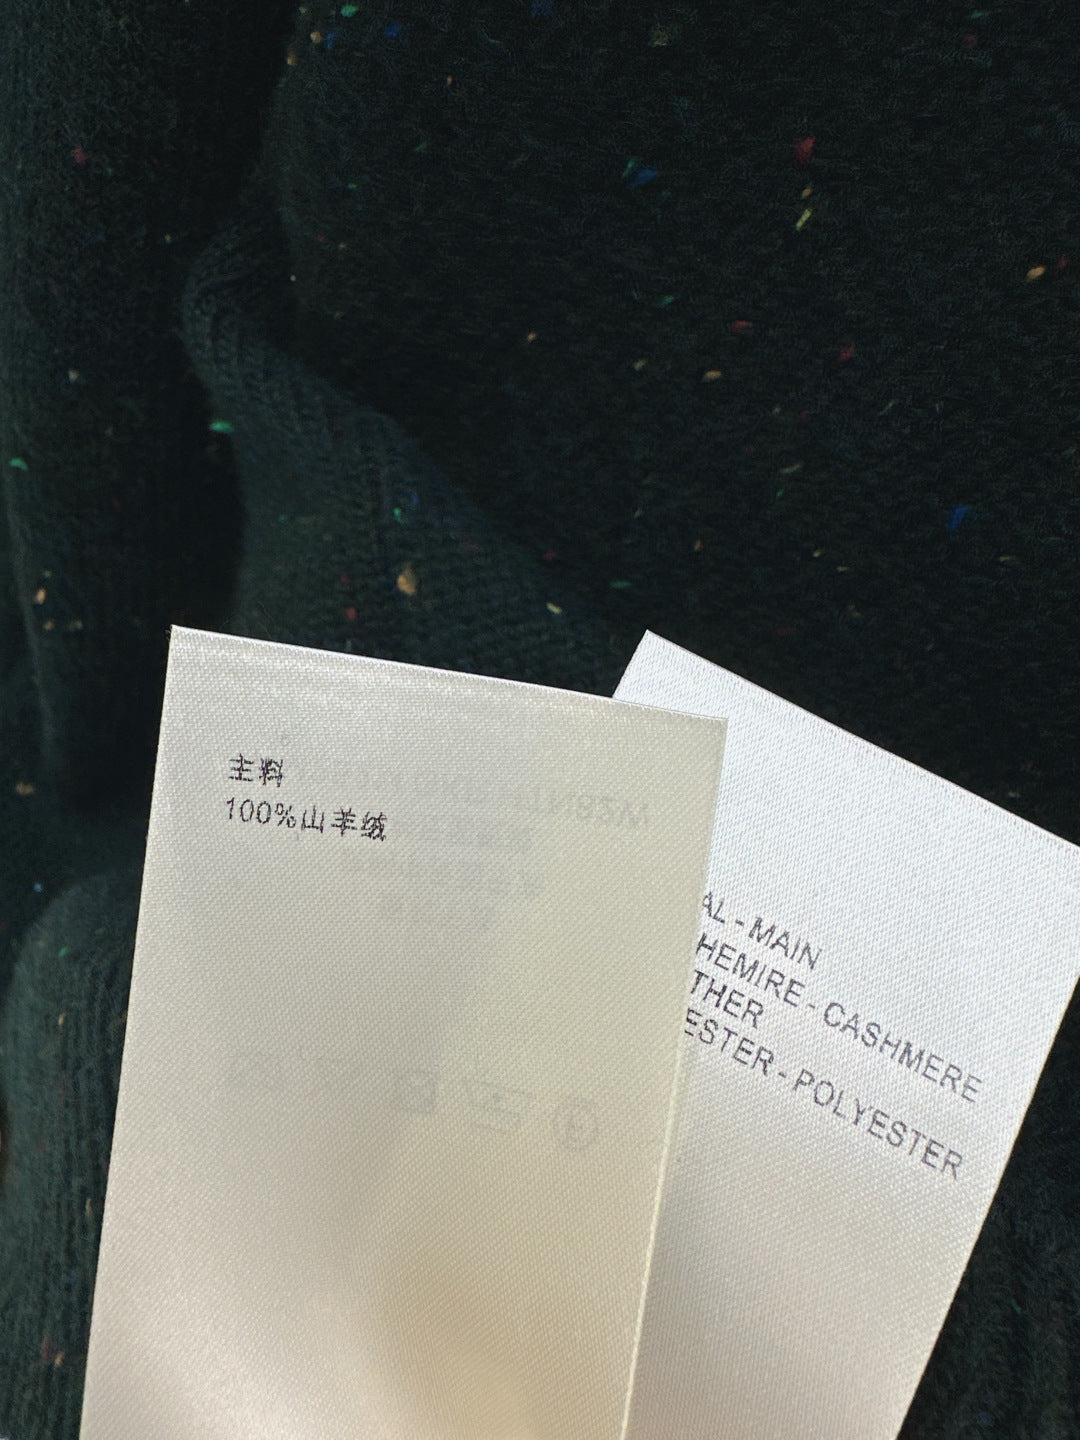 主料
100%山羊绒
AL - MAIN
HEMIRE - CASHMERE
THER
ESTER - POLYESTER